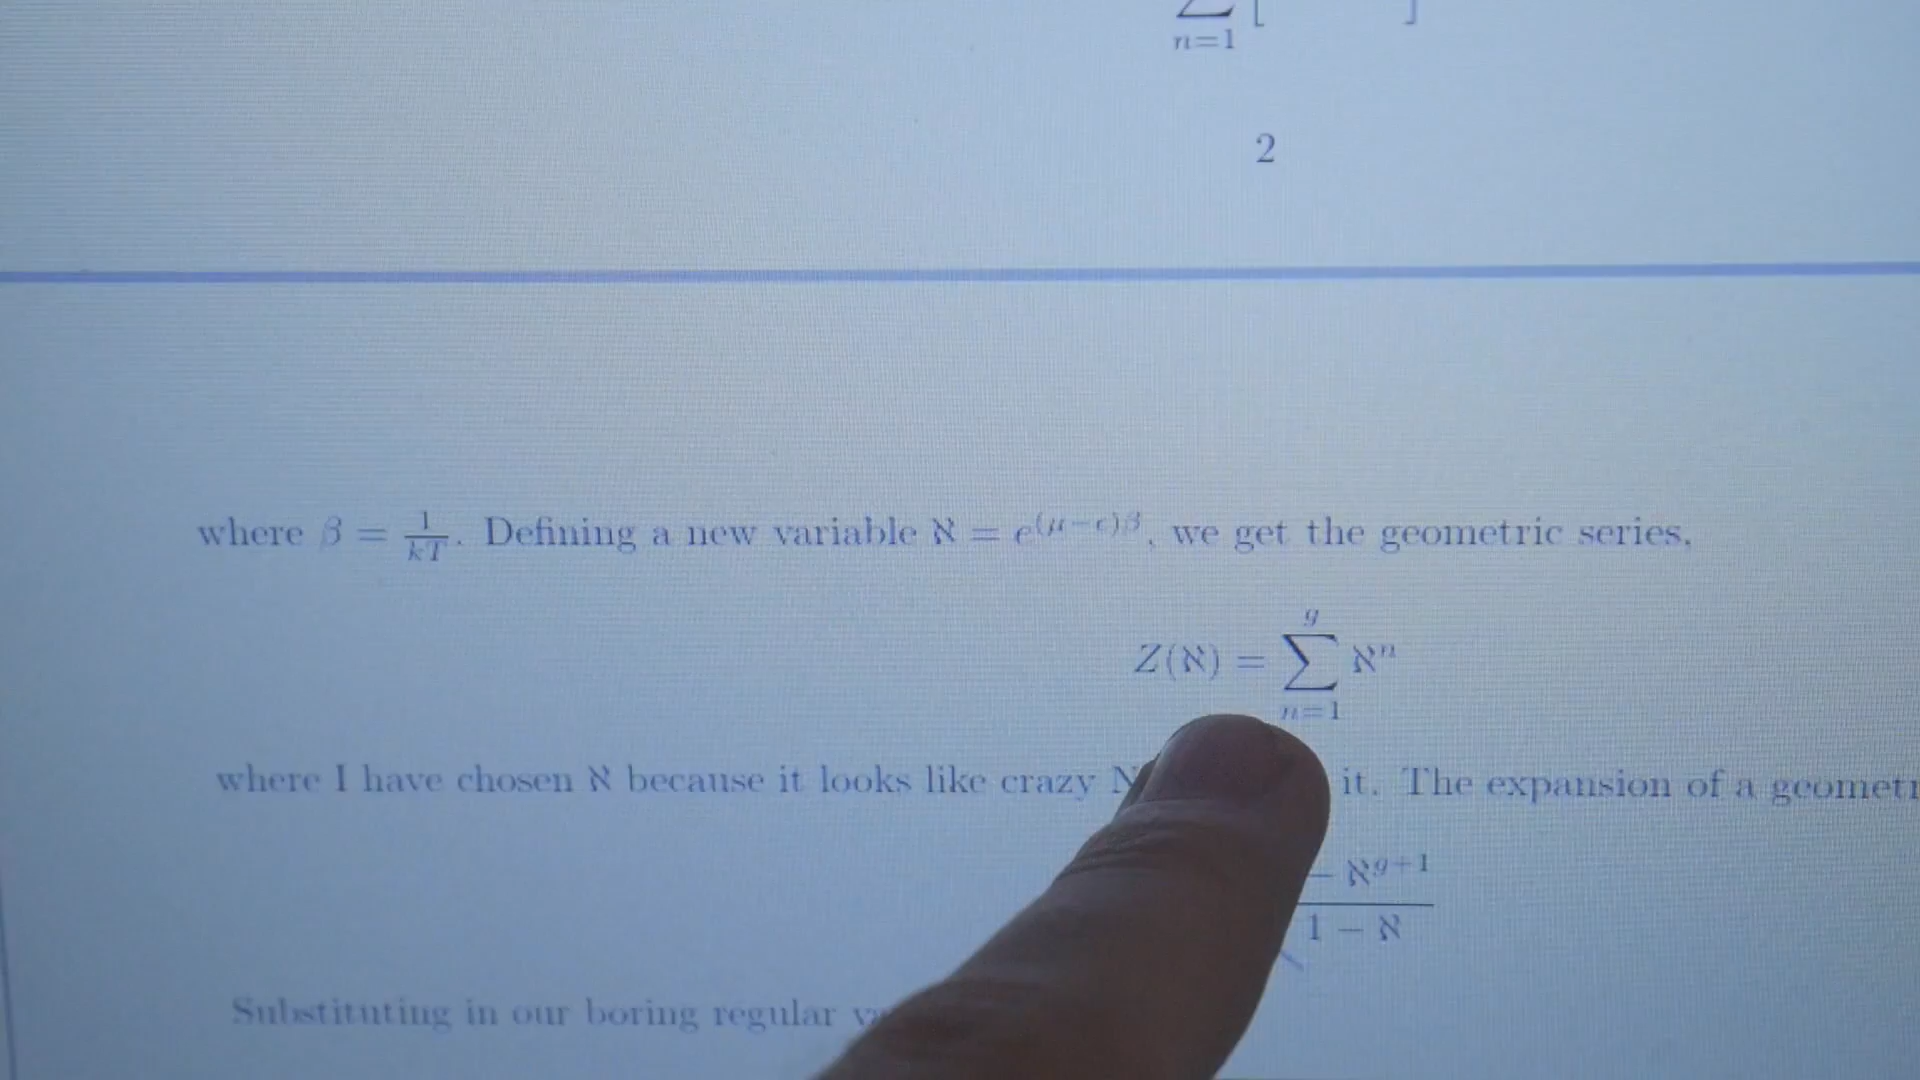 ∑ [ ]
n=1
2
where β = 1/kT. Defining a new variable ℵ = e^(μ−ϵ)β, we get the geometric series,
Z(ℵ) = ∑_{n=1}^{g} ℵ^n
where I have chosen ℵ because it looks like crazy N it. The expansion of a
− ℵ^{g+1}
1 − ℵ
Substituting in our boring regular